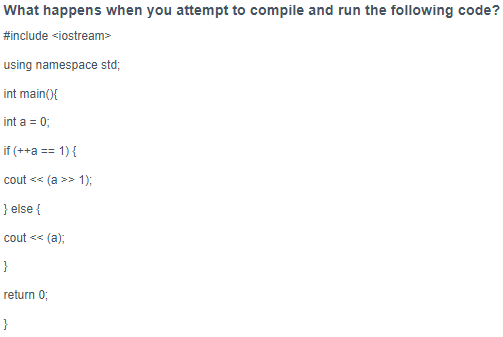 What happens when you attempt to compile and run the following code?
#include <iostream>
using namespace std;
int main(){
int a = 0;
if (++a == 1) {
cout << (a >> 1);
} else {
cout << (a);
}
return 0;
}